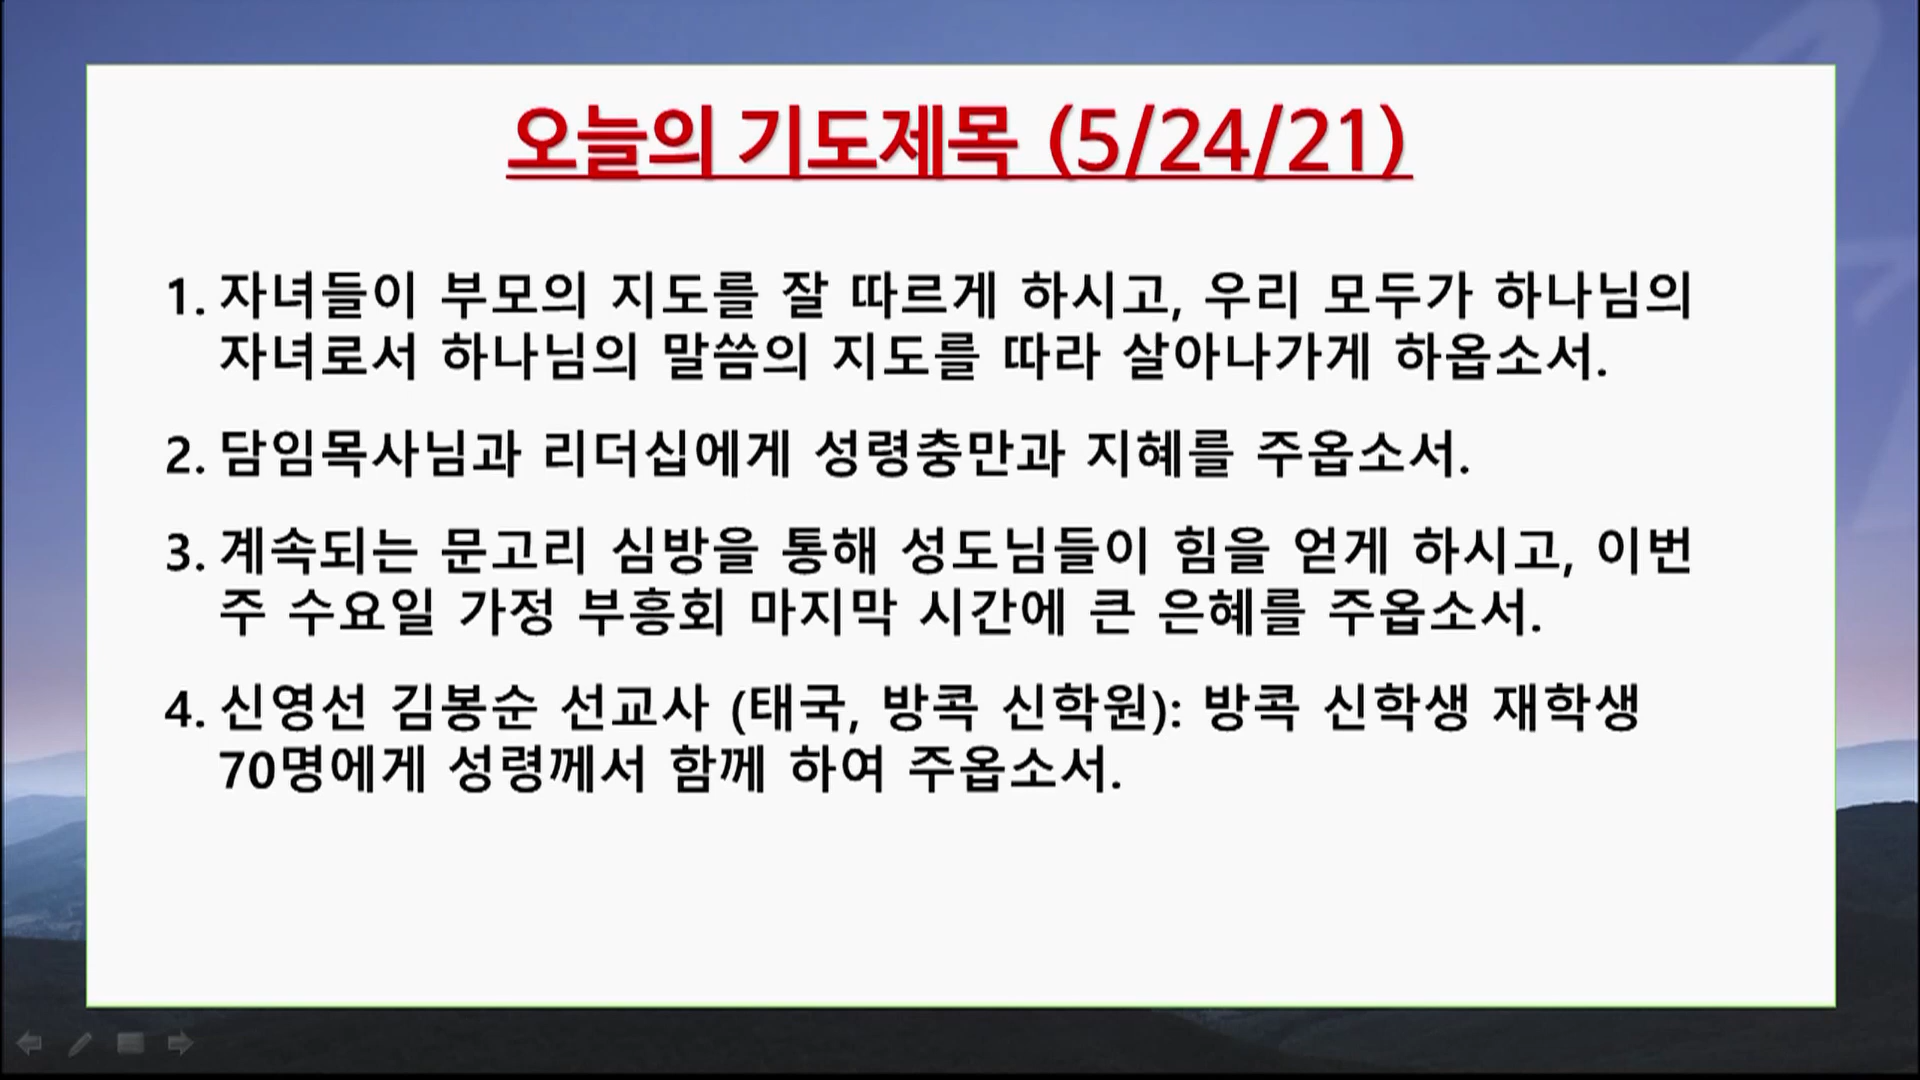 오늘의 기도제목 (5/24/21)
1. 자녀들이 부모의 지도를 잘 따르게 하시고, 우리 모두가 하나님의
자녀로서 하나님의 말씀의 지도를 따라 살아나가게 하옵소서.
2. 담임목사님과 리더십에게 성령충만과 지혜를 주옵소서.
3. 계속되는 문고리 심방을 통해 성도님들이 힘을 얻게 하시고, 이번
주 수요일 가정 부흥회 마지막 시간에 큰 은혜를 주옵소서.
4. 신영선 김봉순 선교사 (태국, 방콕 신학원): 방콕 신학생 재학생
70명에게 성령께서 함께 하여 주옵소서.